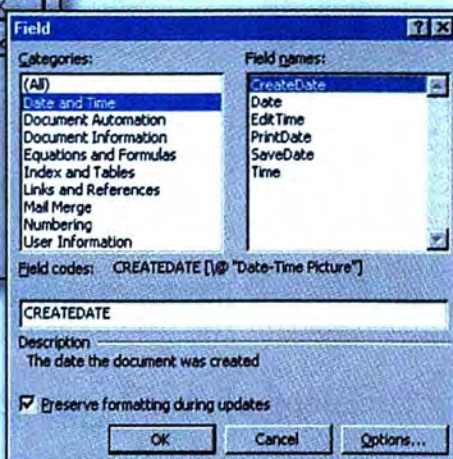 Field
Categories:
(All)
Date and Time
Document Automation
Document Information
Equations and Formulas
Index and Tables
Links and References
Mail Merge
Numbering
User Information
Field names:
CreateDate
Date
EditTime
PrintDate
SaveDate
Time
Field codes: CREATEDATE [\@ "Date-Time Picture"]
CREATEDATE
Description
The date the document was created
Preserve formatting during updates
OK Cancel Options...